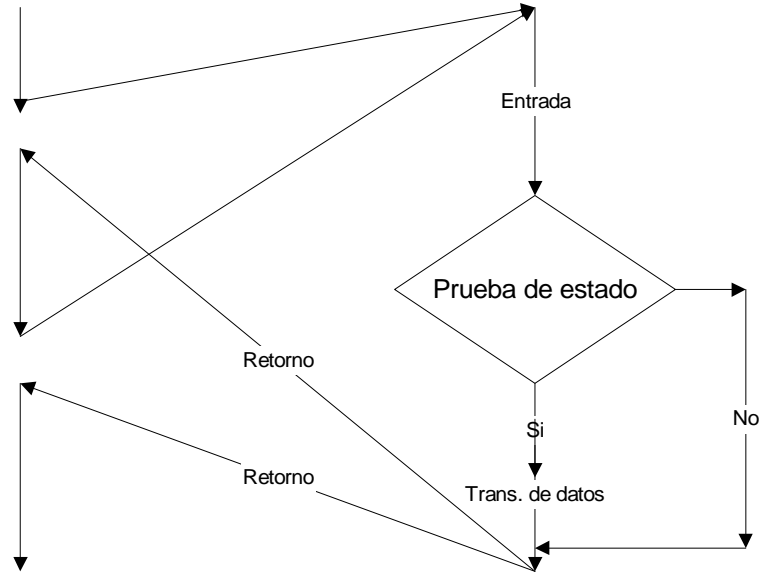 Entrada
Prueba de estado
Retorno
No
Si
Retorno
Trans. de datos